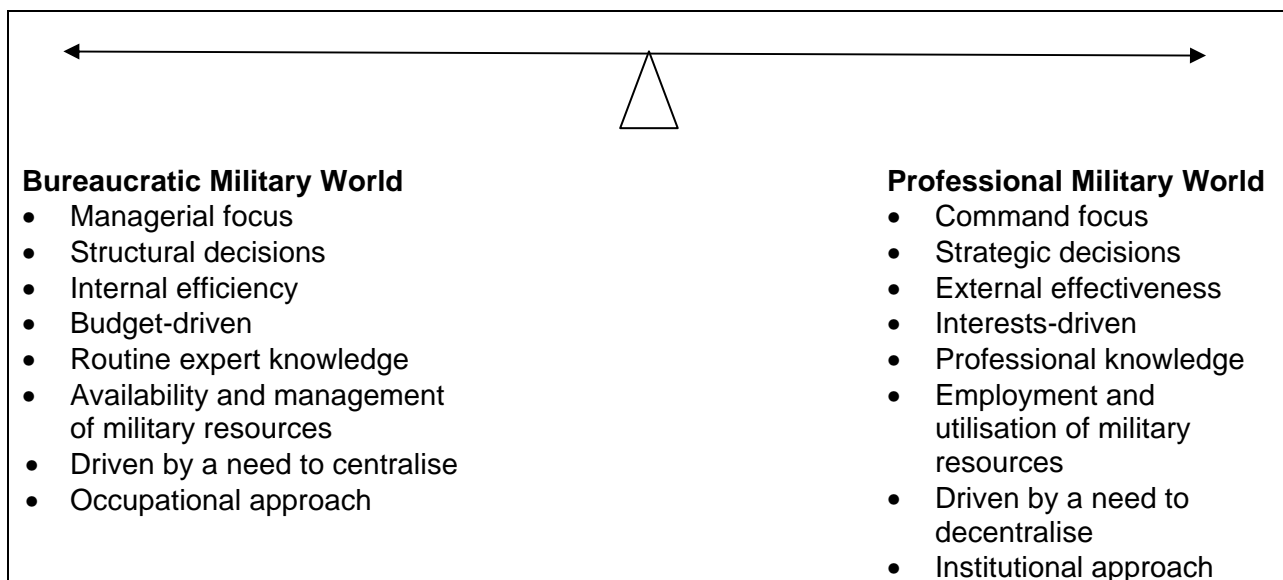 Bureaucratic Military World
• Managerial focus
• Structural decisions
• Internal efficiency
• Budget-driven
• Routine expert knowledge
• Availability and management
of military resources
• Driven by a need to centralise
• Occupational approach
Professional Military World
• Command focus
• Strategic decisions
• External effectiveness
• Interests-driven
• Professional knowledge
• Employment and
utilisation of military
resources
• Driven by a need to
decentralise
• Institutional approach